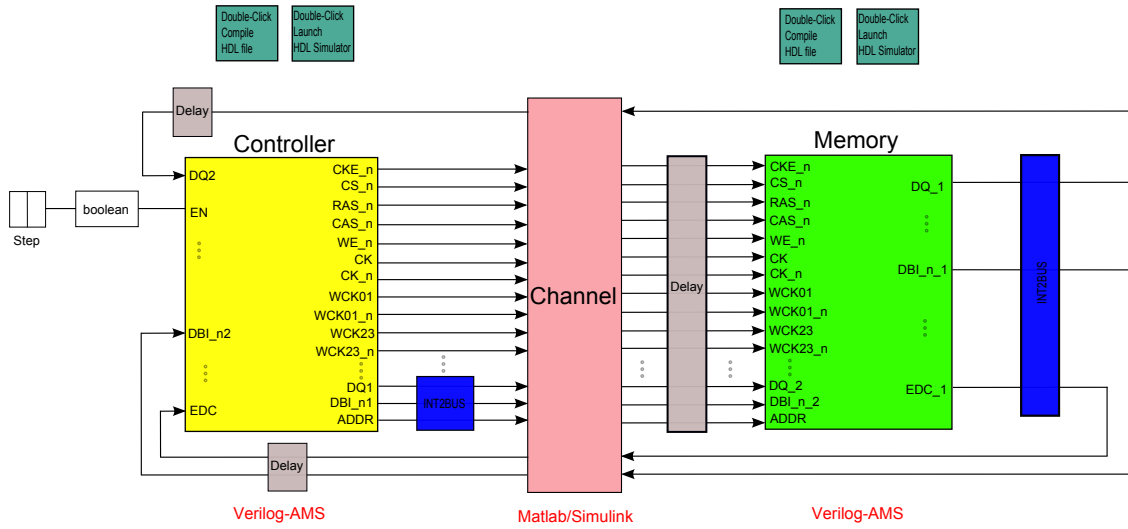 Double-Click
Compile
HDL file
Double-Click
Launch
HDL Simulator
Double-Click
Compile
HDL file
Double-Click
Launch
HDL Simulator
Delay
Controller
Memory
DQ2
EN
DBI_n2
EDC
CKE_n
CS_n
RAS_n
CAS_n
WE_n
CK
CK_n
WCK01
WCK01_n
WCK23
WCK23_n
DQ1
DBI_n1
ADDR
boolean
Step
INT2BUS
Channel
Delay
CKE_n
CS_n
RAS_n
CAS_n
WE_n
CK
CK_n
WCK01
WCK01_n
WCK23
WCK23_n
DQ_2
DBI_n_2
ADDR
DQ_1
DBI_n_1
EDC_1
INT2BUS
Delay
Verilog-AMS
Matlab/Simulink
Verilog-AMS